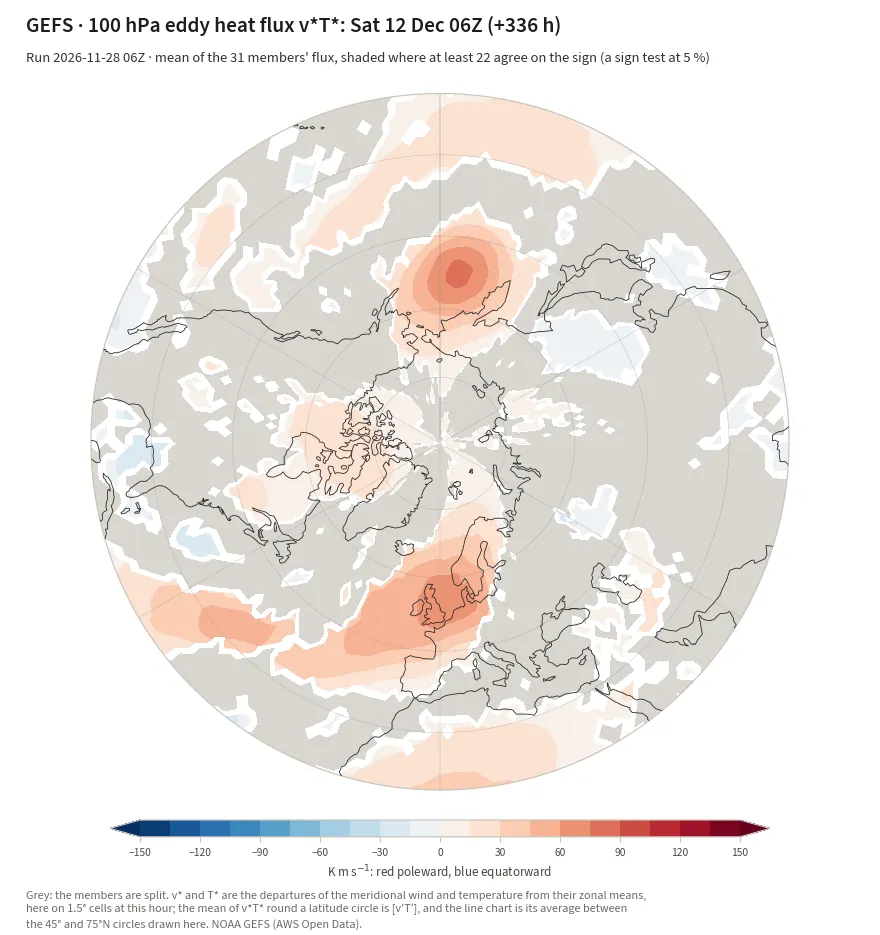 GEFS · 100 hPa eddy heat flux v*T*: Sat 12 Dec 06Z (+336 h)
Run 2026-11-28 06Z · mean of the 31 members' flux, shaded where at least 22 agree on the sign (a sign test at 5 %)
−150 −120 −90 −60 −30 0 30 60 90 120 150
K m s⁻¹: red poleward, blue equatorward
Grey: the members are split. v* and T* are the departures of the meridional wind and temperature from their zonal means,
here on 1.5° cells at this hour; the mean of v*T* round a latitude circle is [v'T'], and the line chart is its average between
the 45° and 75°N circles drawn here. NOAA GEFS (AWS Open Data).